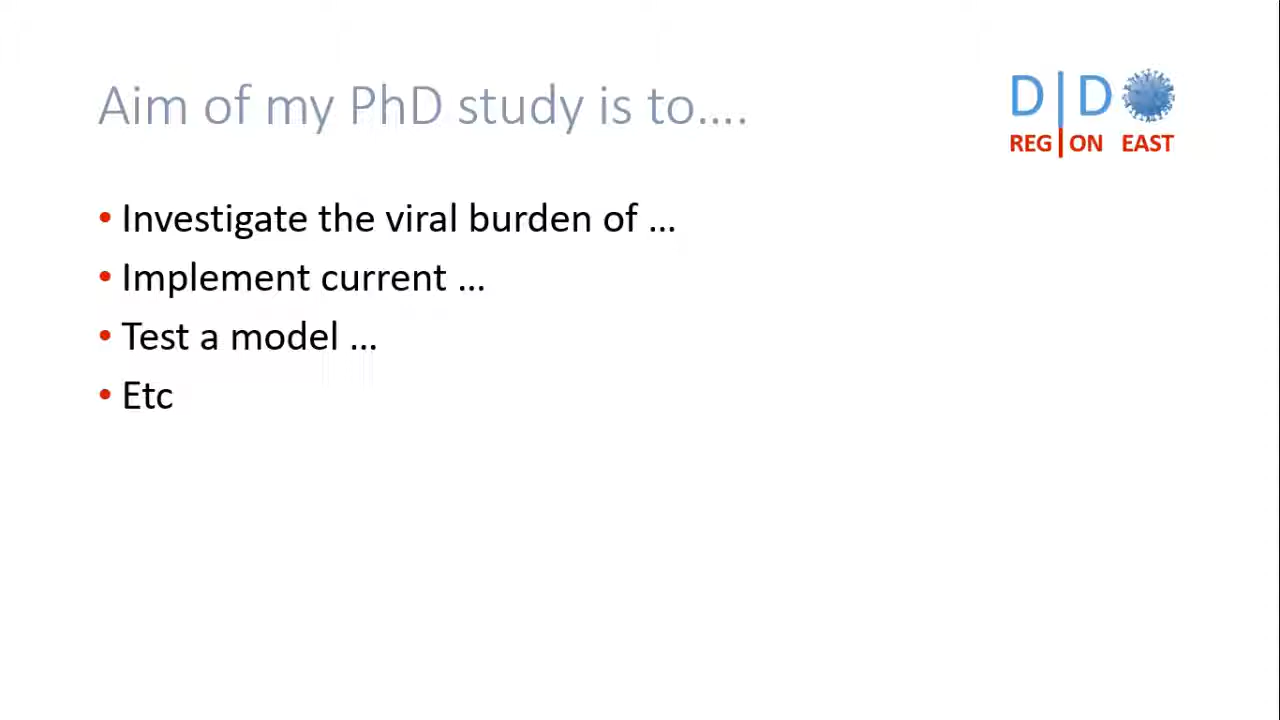 Aim of my PhD study is to....
D|D
REG|ON EAST
• Investigate the viral burden of ...
• Implement current ...
• Test a model ...
• Etc